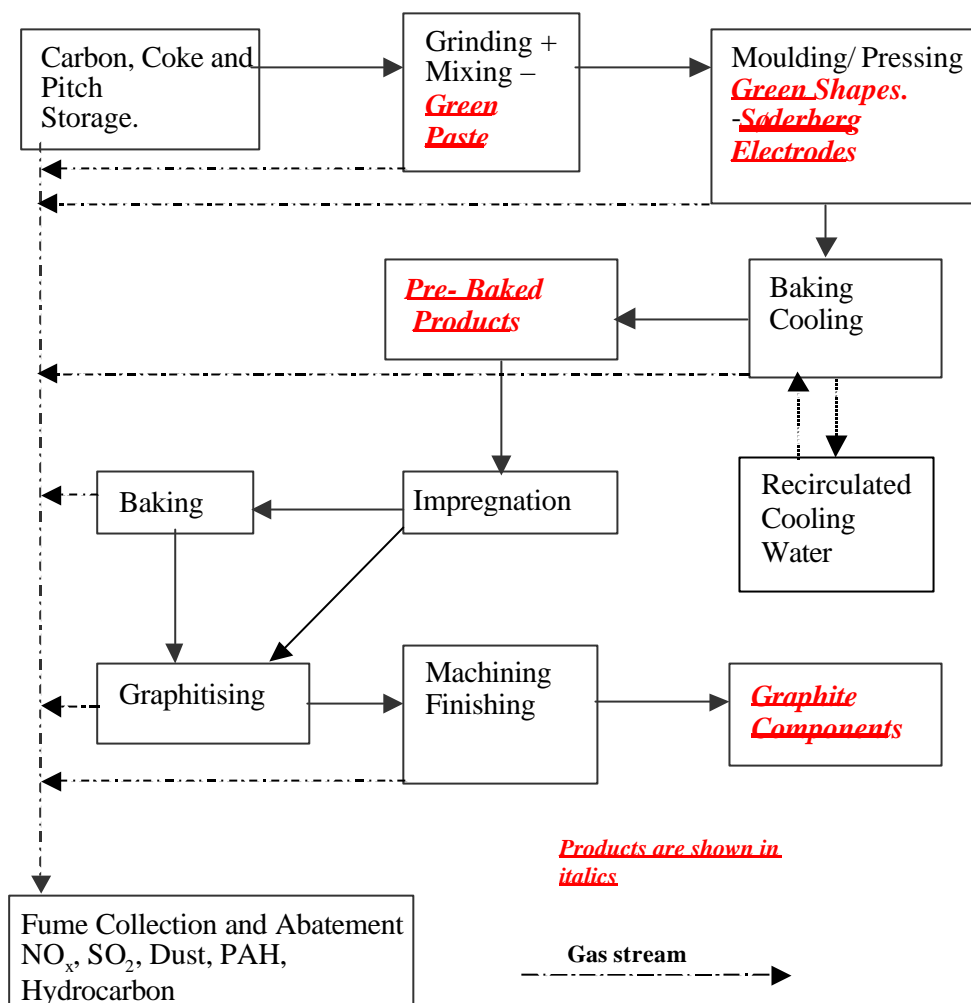 Carbon, Coke and
Pitch
Storage.
Grinding +
Mixing –
Green
Paste
Moulding/ Pressing
Green Shapes.
-Søderberg
Electrodes
Pre- Baked
Products
Baking
Cooling
Baking
Impregnation
Recirculated
Cooling
Water
Graphitising
Machining
Finishing
Graphite
Components
Products are shown in
italics
Fume Collection and Abatement
NOx, SO2, Dust, PAH,
Hydrocarbon
Gas stream